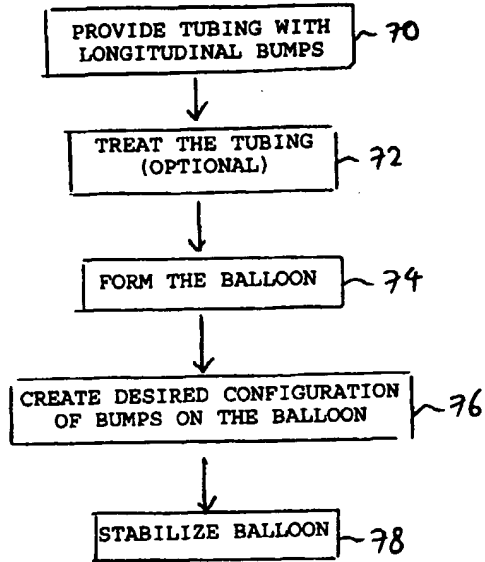 PROVIDE TUBING WITH
LONGITUDINAL BUMPS
70
TREAT THE TUBING
(OPTIONAL)
72
FORM THE BALLOON
74
CREATE DESIRED CONFIGURATION
OF BUMPS ON THE BALLOON
76
STABILIZE BALLOON
78